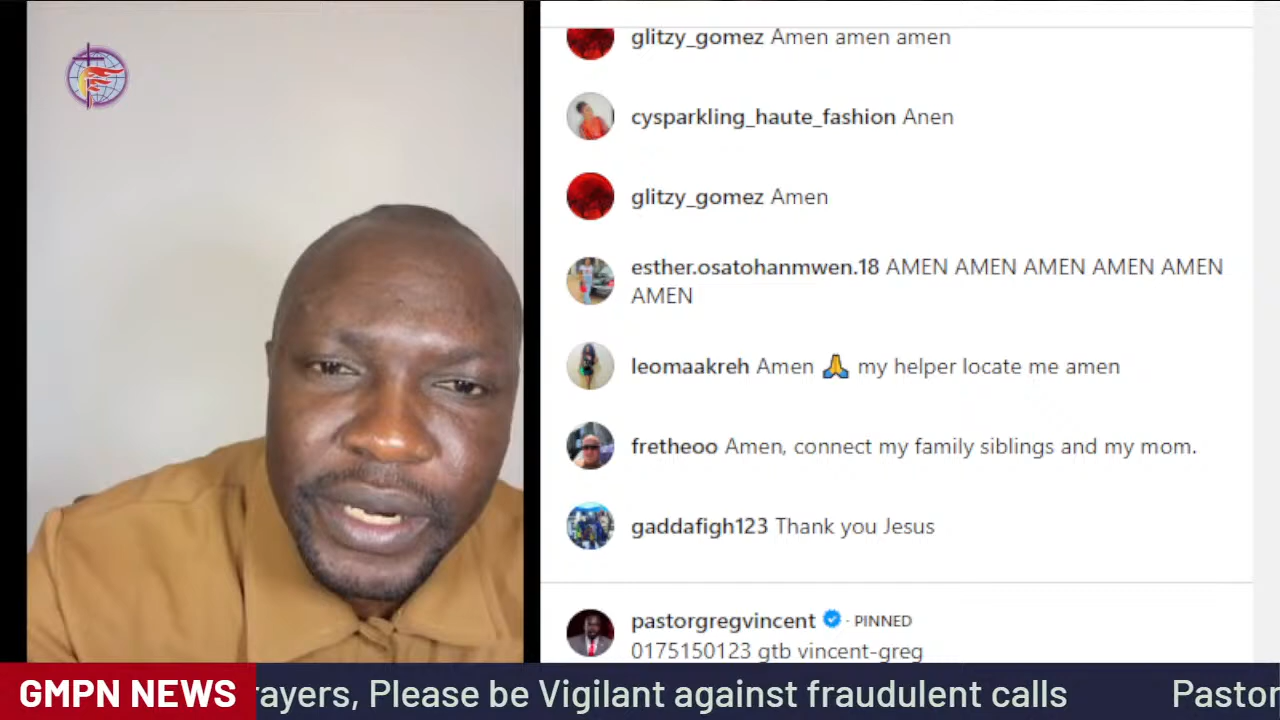 glitzy_gomez Amen amen amen
cysparkling_haute_fashion Anen
glitzy_gomez Amen
esther.osatohanmwen.18 AMEN AMEN AMEN AMEN AMEN
AMEN
leomaakreh Amen 🙏 my helper locate me amen
fretheoo Amen, connect my family siblings and my mom.
gaddafigh123 Thank you Jesus
pastorgregvincent · PINNED
0175150123 gtb vincent-greg
GMPN NEWS rayers, Please be Vigilant against fraudulent calls Pastor